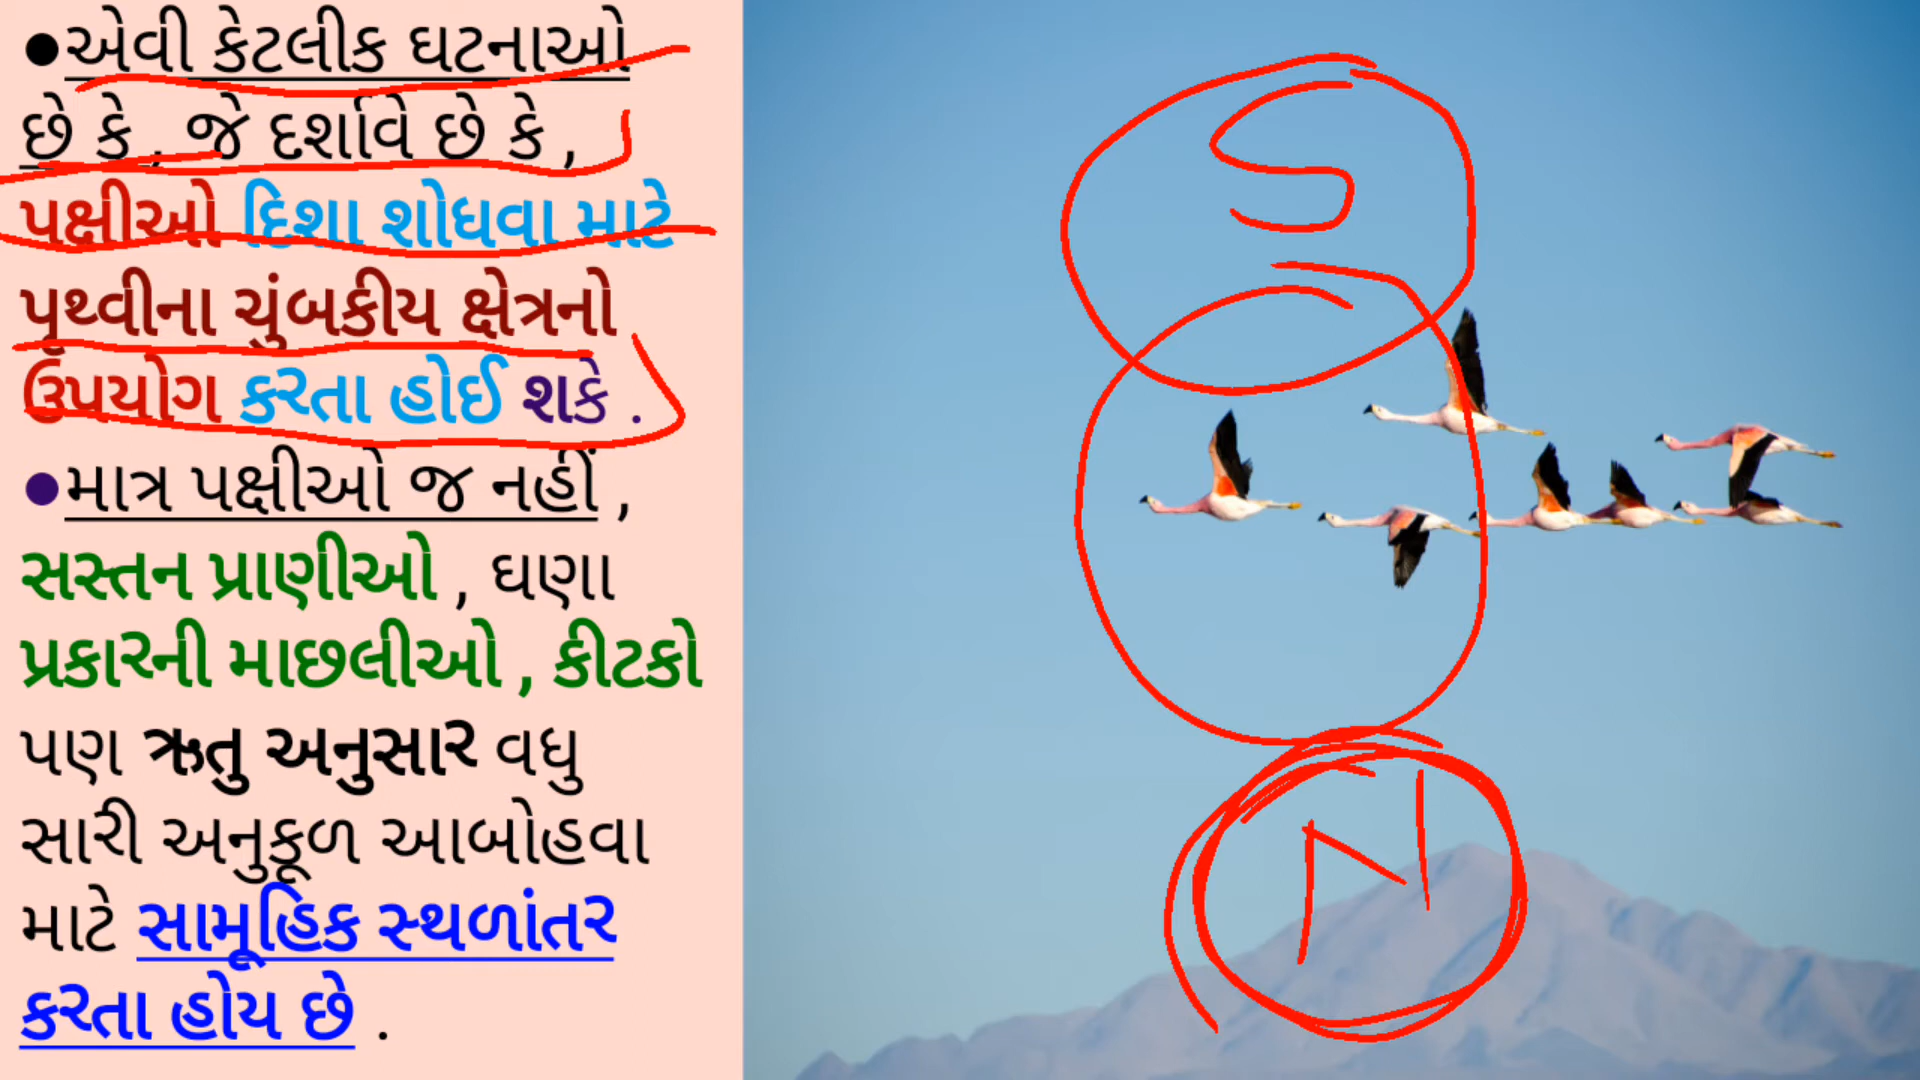 ●એવી કેટલીક ઘટનાઓ
છે કે , જે દર્શાવે છે કે ,
પક્ષીઓ દિશા શોધવા માટે
પૃથ્વીના ચુંબકીય ક્ષેત્રનો
ઉપયોગ કરતા હોઈ શકે .
●માત્ર પક્ષીઓ જ નહીં ,
સસ્તન પ્રાણીઓ , ઘણા
પ્રકારની માછલીઓ , કીટકો
પણ ઋતુ અનુસાર વધુ
સારી અનુકૂળ આબોહવા
માટે સામૂહિક સ્થળાંતર
કરતા હોય છે .
S
N